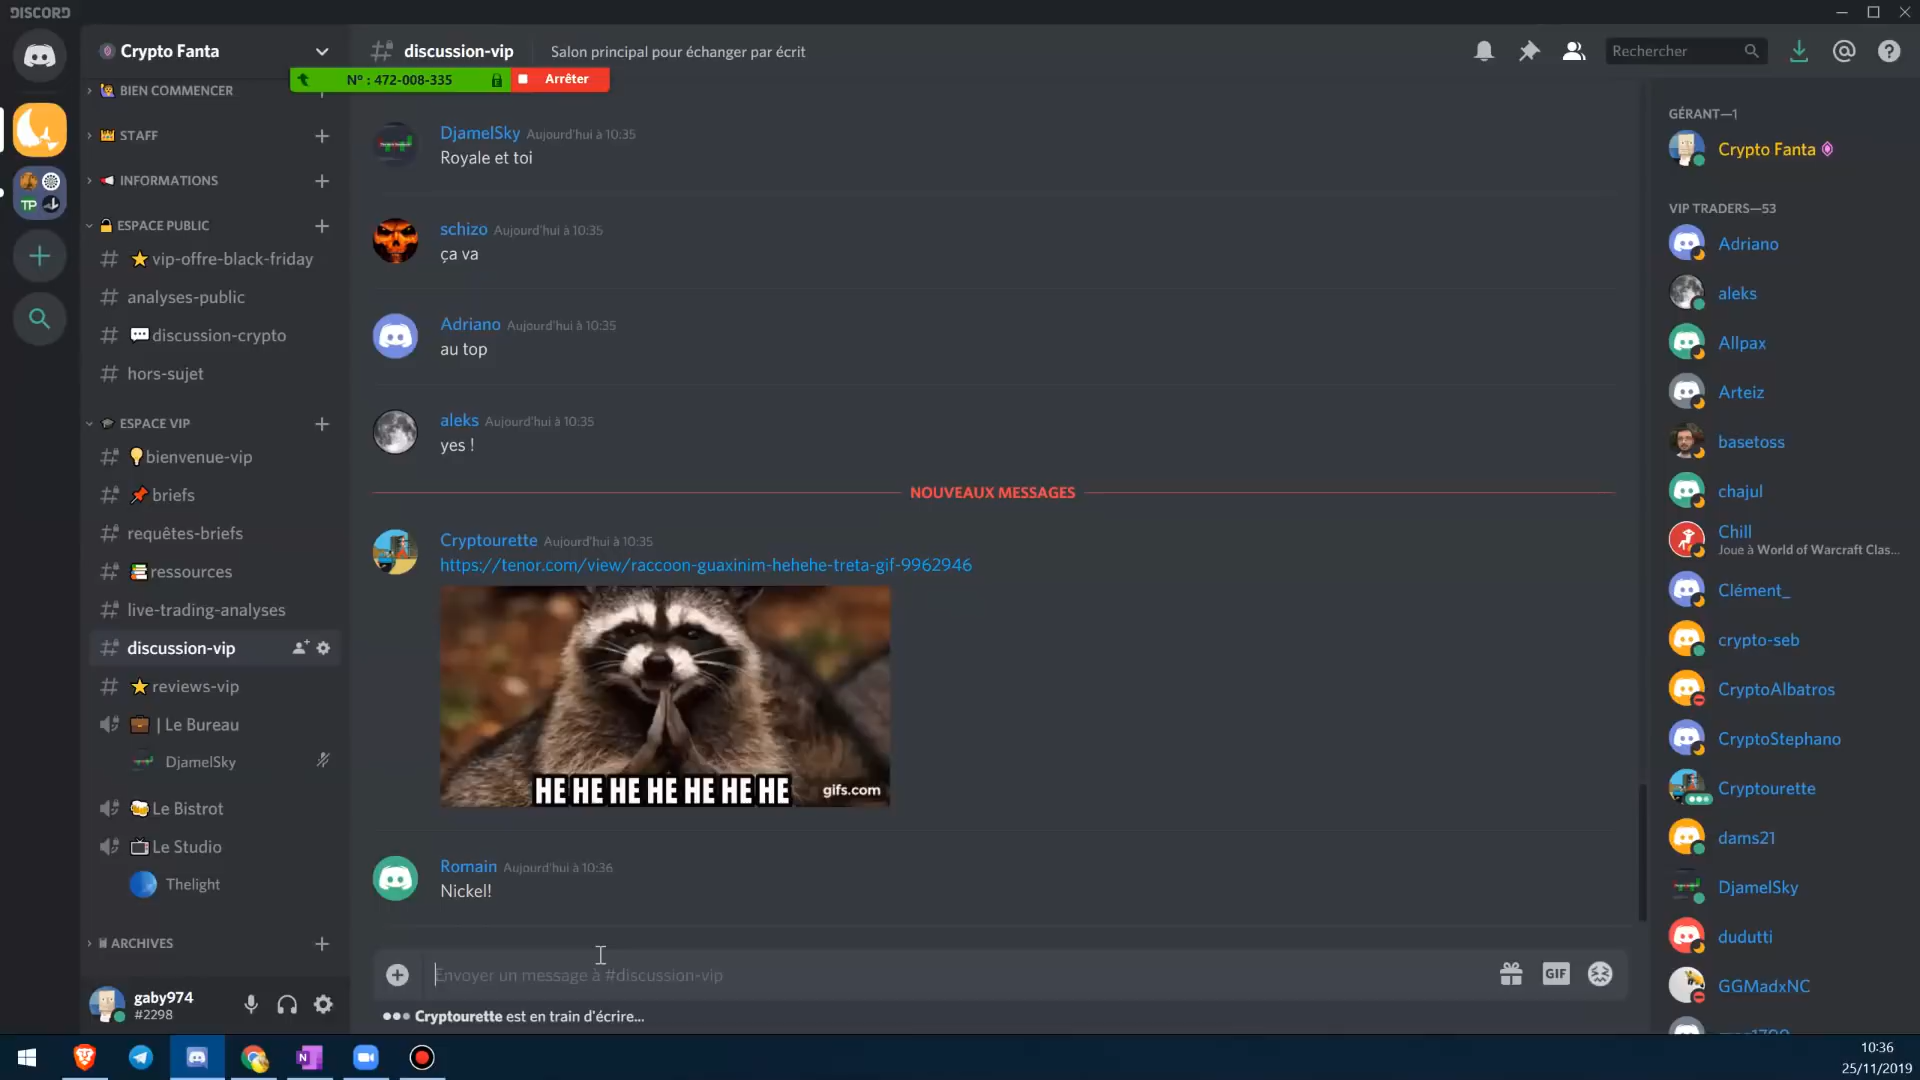 DISCORD
Crypto Fanta
discussion-vip
Salon principal pour échanger par écrit
Rechercher
N° : 472-008-335
Arrêter
BIEN COMMENCER
STAFF
INFORMATIONS
ESPACE PUBLIC
vip-offre-black-friday
analyses-public
discussion-crypto
hors-sujet
ESPACE VIP
bienvenue-vip
briefs
requêtes-briefs
ressources
live-trading-analyses
discussion-vip
reviews-vip
| Le Bureau
DjamelSky
Le Bistrot
Le Studio
Thelight
ARCHIVES
gaby974
#2298
TP
DjamelSky Aujourd'hui à 10:35
Royale et toi
schizo Aujourd'hui à 10:35
ça va
Adriano Aujourd'hui à 10:35
au top
aleks Aujourd'hui à 10:35
yes !
NOUVEAUX MESSAGES
Cryptourette Aujourd'hui à 10:35
https://tenor.com/view/raccoon-guaxinim-hehehe-treta-gif-9962946
HE HE HE HE HE HE HE
gifs.com
Romain Aujourd'hui à 10:36
Nickel!
Envoyer un message à #discussion-vip
GIF
Cryptourette est en train d'écrire...
GÉRANT—1
Crypto Fanta
VIP TRADERS—53
Adriano
aleks
Allpax
Arteiz
basetoss
chajul
Chill
Joue à World of Warcraft Clas...
Clément_
crypto-seb
CryptoAlbatros
CryptoStephano
Cryptourette
dams21
DjamelSky
dudutti
GGMadxNC
10:36
25/11/2019